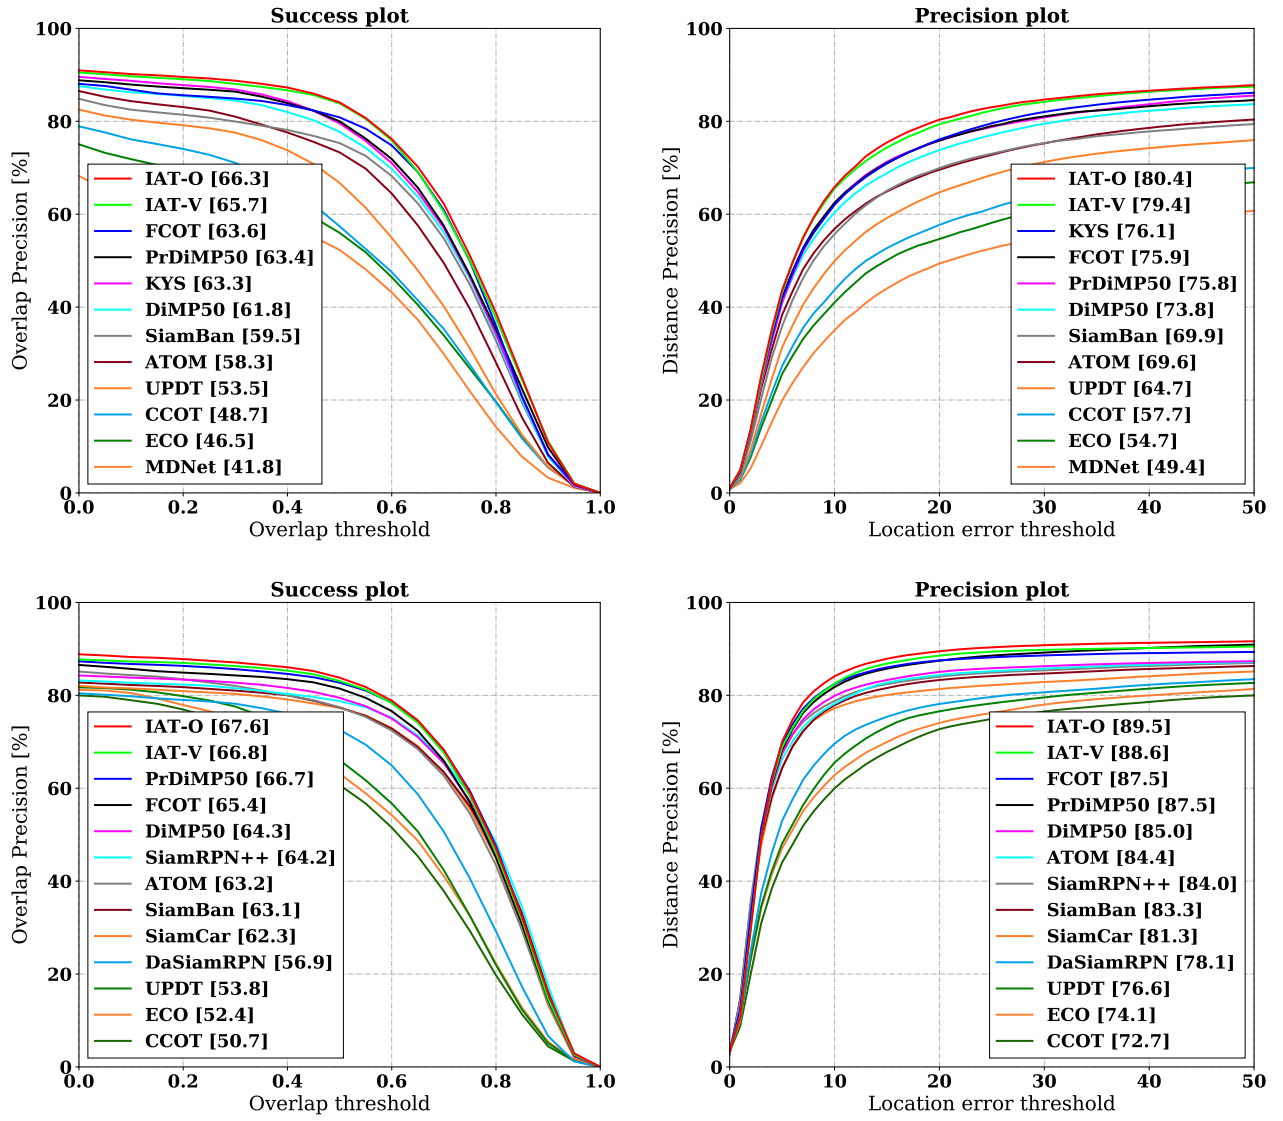 Success plot
100
80
60
40
20
0
Overlap Precision [%]
IAT-O [66.3]
IAT-V [65.7]
FCOT [63.6]
PrDiMP50 [63.4]
KYS [63.3]
DiMP50 [61.8]
SiamBan [59.5]
ATOM [58.3]
UPDT [53.5]
CCOT [48.7]
ECO [46.5]
MDNet [41.8]
0.0 0.2 0.4 0.6 0.8 1.0
Overlap threshold
Precision plot
100
80
60
40
20
0
Distance Precision [%]
IAT-O [80.4]
IAT-V [79.4]
KYS [76.1]
FCOT [75.9]
PrDiMP50 [75.8]
DiMP50 [73.8]
SiamBan [69.9]
ATOM [69.6]
UPDT [64.7]
CCOT [57.7]
ECO [54.7]
MDNet [49.4]
0 10 20 30 40 50
Location error threshold
Success plot
100
80
60
40
20
0
Overlap Precision [%]
IAT-O [67.6]
IAT-V [66.8]
PrDiMP50 [66.7]
FCOT [65.4]
DiMP50 [64.3]
SiamRPN++ [64.2]
ATOM [63.2]
SiamBan [63.1]
SiamCar [62.3]
DaSiamRPN [56.9]
UPDT [53.8]
ECO [52.4]
CCOT [50.7]
0.0 0.2 0.4 0.6 0.8 1.0
Overlap threshold
Precision plot
100
80
60
40
20
0
Distance Precision [%]
IAT-O [89.5]
IAT-V [88.6]
FCOT [87.5]
PrDiMP50 [87.5]
DiMP50 [85.0]
ATOM [84.4]
SiamRPN++ [84.0]
SiamBan [83.3]
SiamCar [81.3]
DaSiamRPN [78.1]
UPDT [76.6]
ECO [74.1]
CCOT [72.7]
0 10 20 30 40 50
Location error threshold